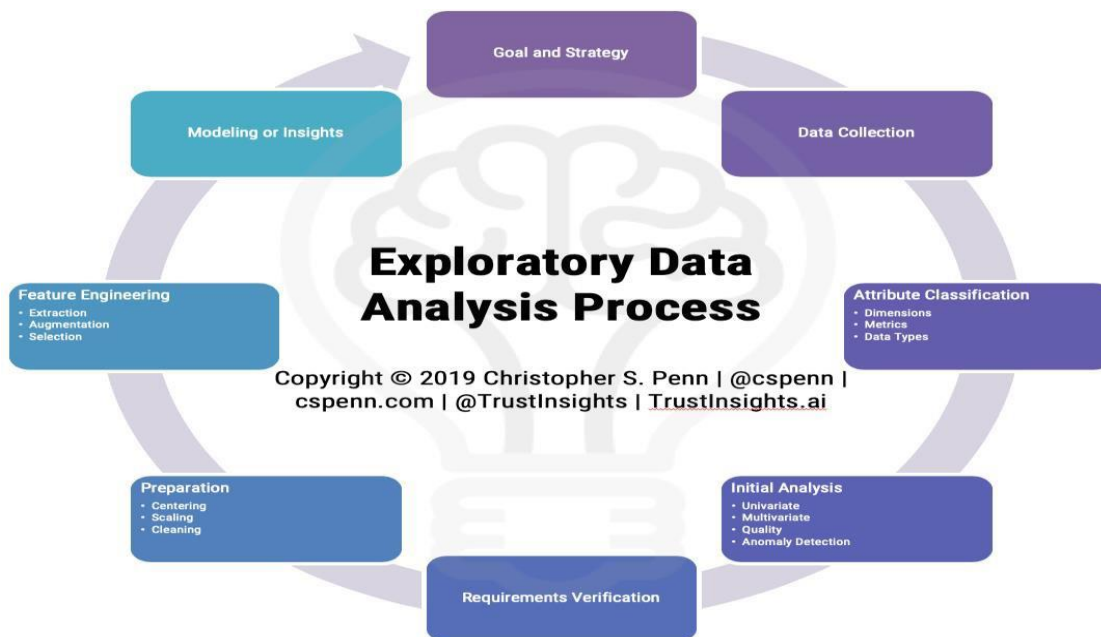 Goal and Strategy
Data Collection
Attribute Classification
• Dimensions
• Metrics
• Data Types
Initial Analysis
• Univariate
• Multivariate
• Quality
• Anomaly Detection
Requirements Verification
Preparation
• Centering
• Scaling
• Cleaning
Feature Engineering
• Extraction
• Augmentation
• Selection
Modeling or Insights
Exploratory Data
Analysis Process
Copyright © 2019 Christopher S. Penn | @cspenn |
cspenn.com | @TrustInsights | TrustInsights.ai